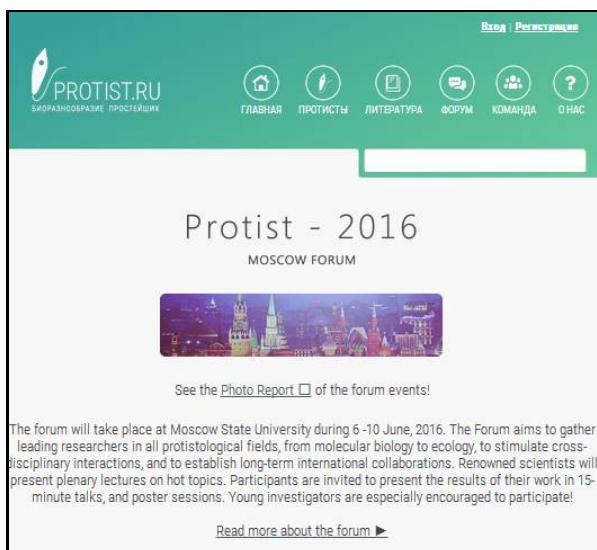 Вход | Регистрация
PROTIST.RU
БИОРАЗНООБРАЗИЕ ПРОСТЕЙШИХ
ГЛАВНАЯ ПРОТИСТЫ ЛИТЕРАТУРА ФОРУМ КОМАНДА О НАС
Protist - 2016
MOSCOW FORUM
See the Photo Report ☐ of the forum events!
The forum will take place at Moscow State University during 6 -10 June, 2016. The Forum aims to gather
leading researchers in all protistological fields, from molecular biology to ecology, to stimulate cross-
disciplinary interactions, and to establish long-term international collaborations. Renowned scientists will
present plenary lectures on hot topics. Participants are invited to present the results of their work in 15-
minute talks, and poster sessions. Young investigators are especially encouraged to participate!
Read more about the forum ►